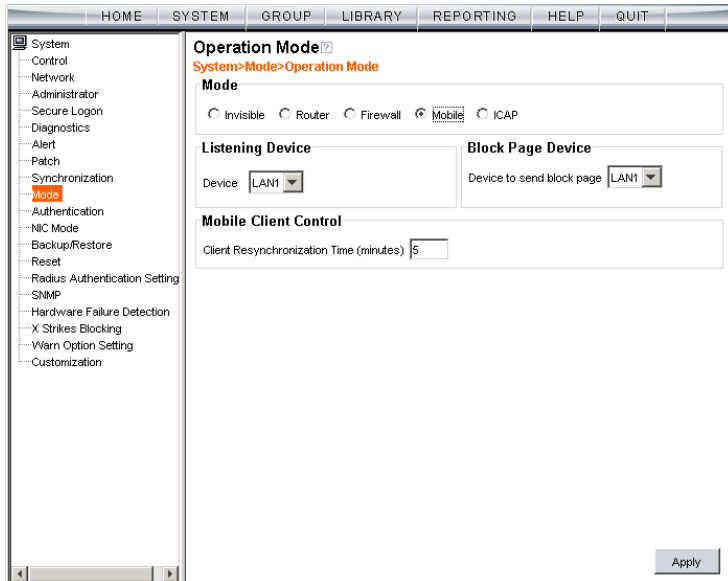 HOME SYSTEM GROUP LIBRARY REPORTING HELP QUIT
System
Control
Network
Administrator
Secure Logon
Diagnostics
Alert
Patch
Synchronization
Mode
Authentication
NIC Mode
Backup/Restore
Reset
Radius Authentication Setting
SNMP
Hardware Failure Detection
X Strikes Blocking
Warn Option Setting
Customization
Operation Mode ?
System>Mode>Operation Mode
Mode
Invisible Router Firewall Mobile ICAP
Listening Device
Device LAN1
Block Page Device
Device to send block page LAN1
Mobile Client Control
Client Resynchronization Time (minutes) 5
Apply